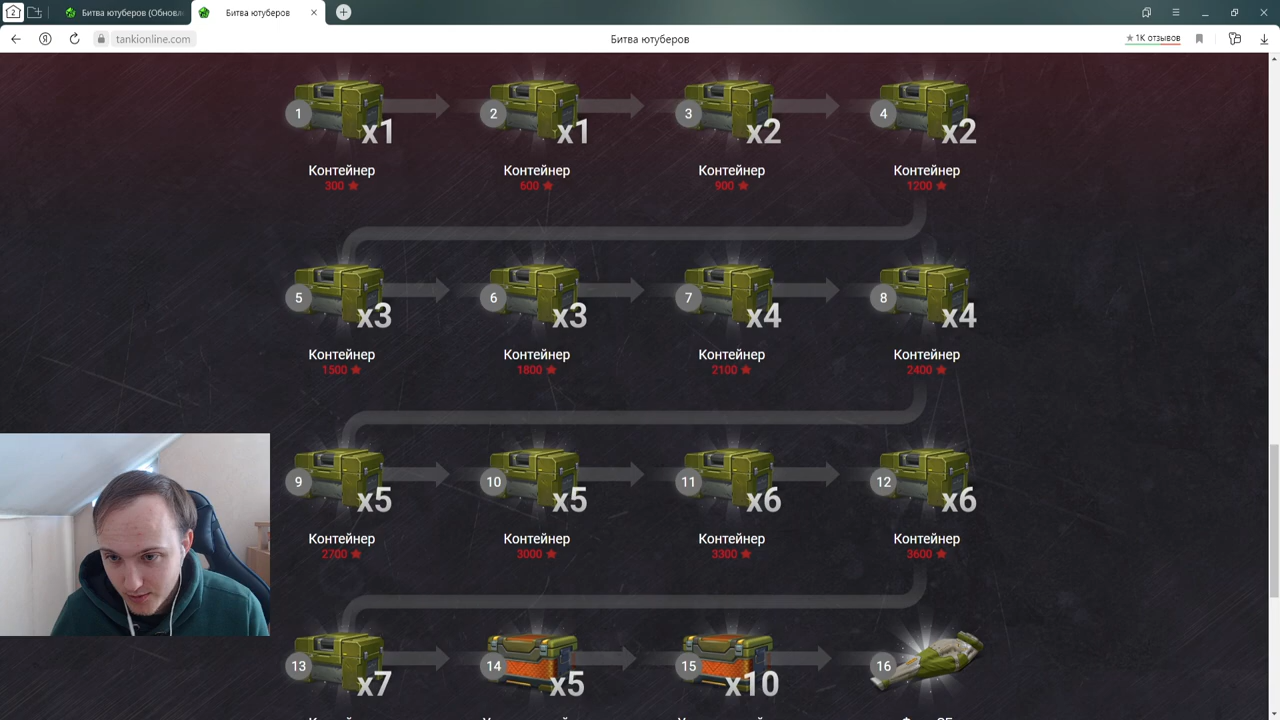 2
Битва ютуберов (Обновл
Битва ютуберов
Я
tankionline.com
Битва ютуберов
1K отзывов
1
x1
2
x1
3
x2
4
x2
Контейнер
Контейнер
Контейнер
Контейнер
300
600
900
1200
5
x3
6
x3
7
x4
8
x4
Контейнер
Контейнер
Контейнер
Контейнер
1500
1800
2100
2400
9
x5
10
x5
11
x6
12
x6
Контейнер
Контейнер
Контейнер
Контейнер
2700
3000
3300
3600
13
x7
14
x5
15
x10
16